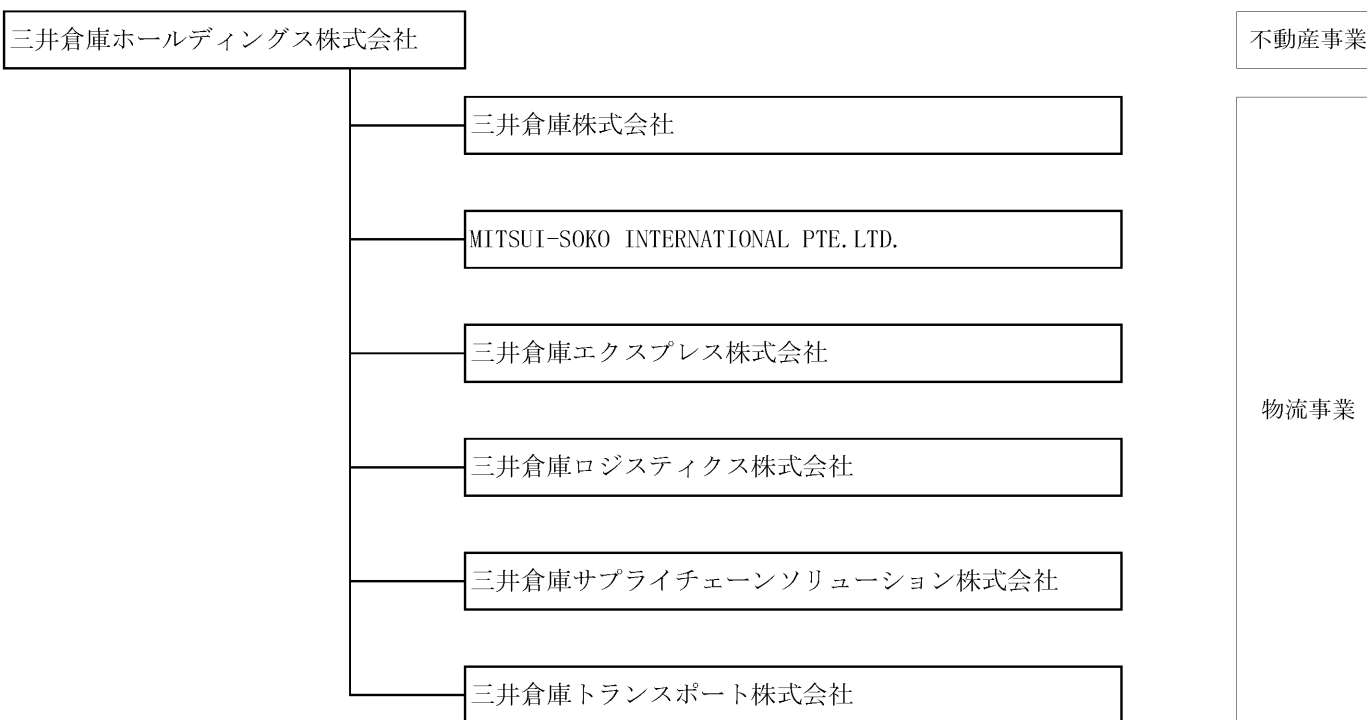 三井倉庫ホールディングス株式会社
不動産事業
三井倉庫株式会社
MITSUI-SOKO INTERNATIONAL PTE.LTD.
三井倉庫エクスプレス株式会社
物流事業
三井倉庫ロジスティクス株式会社
三井倉庫サプライチェーンソリューション株式会社
三井倉庫トランスポート株式会社